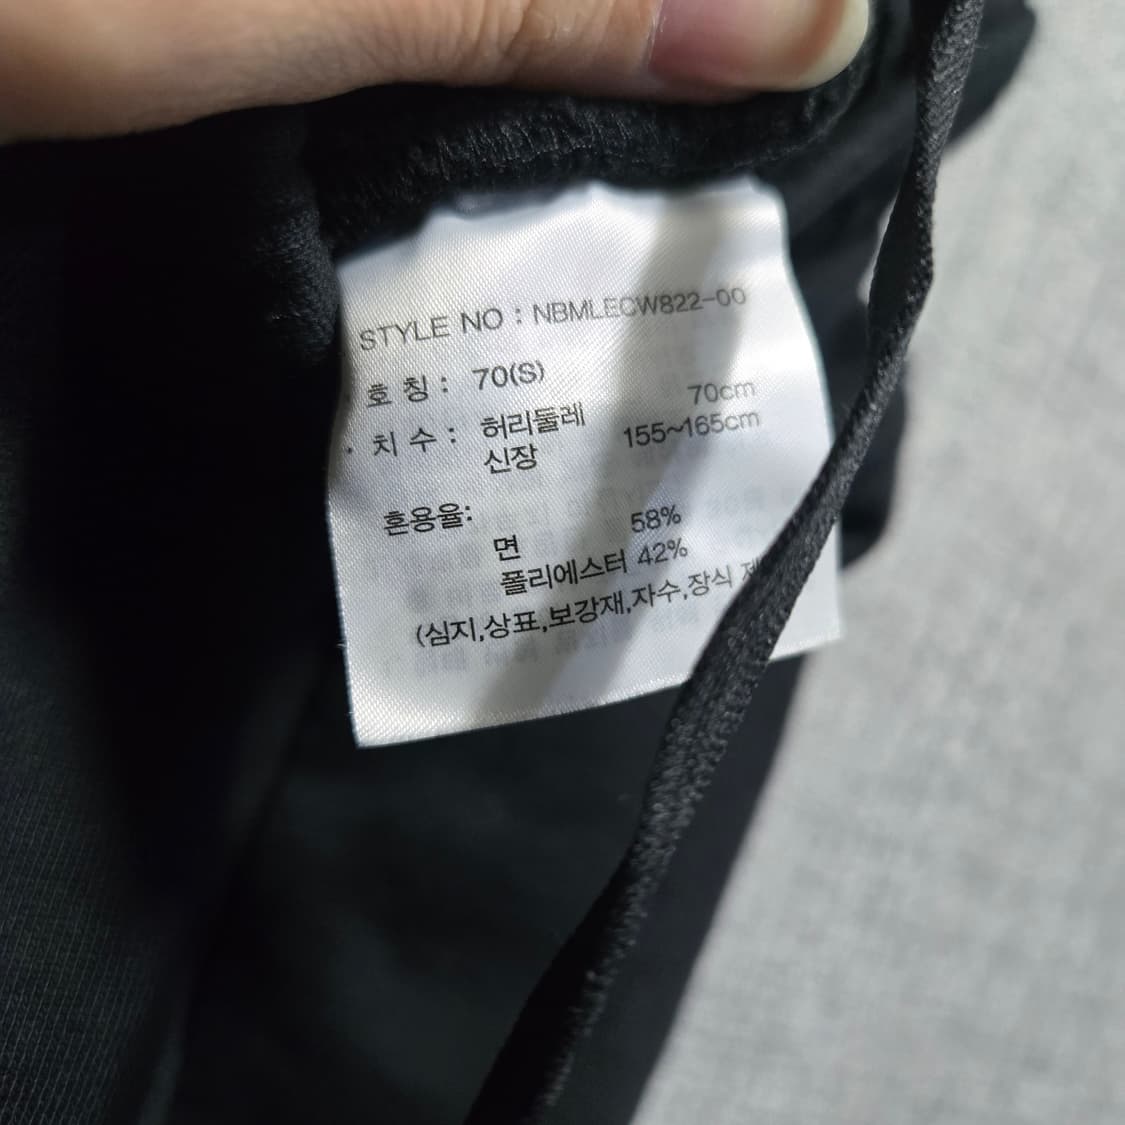 STYLE NO : NBMLECW822-00
호 칭 : 70(S)
· 치 수 : 허리둘레 70cm
신장 155~165cm
혼용율:
면 58%
폴리에스터 42%
(심지,상표,보강재,자수,장식